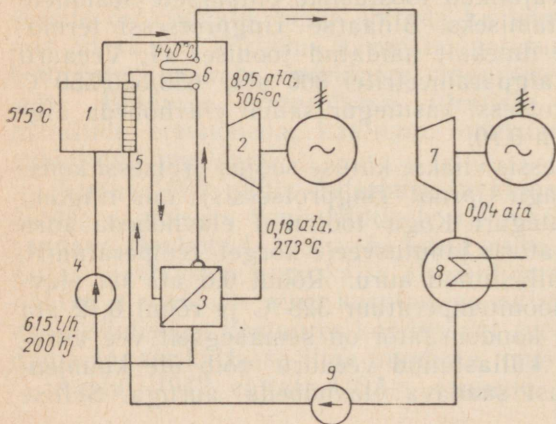 440°C
6
8,95 ata,
506°C
515°C
1
2
7
5
0,18 ata,
273°C
0,04 ata
4
3
8
615 l/h
200 hj
9